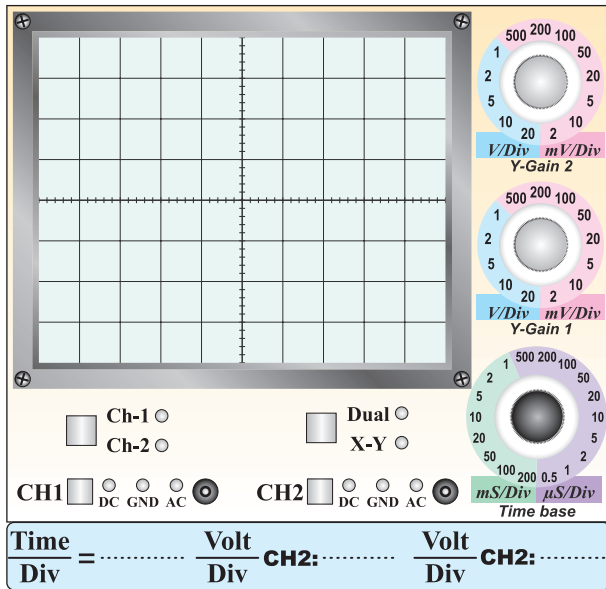 500 200 100
1 50
2 20
5 5
10 10
20 2
V/Div mV/Div
Y-Gain 2
500 200 100
1 50
2 20
5 5
10 10
20 2
V/Div mV/Div
Y-Gain 1
500 200 100
1 50
2 20
5 10
10 5
20 2
50 1
100 200 0.5
mS/Div µS/Div
Time base
Ch-1
Ch-2
Dual
X-Y
CH1 DC GND AC
CH2 DC GND AC
Time
Div = ..........
Volt
Div CH2: ..........
Volt
Div CH2: ..........